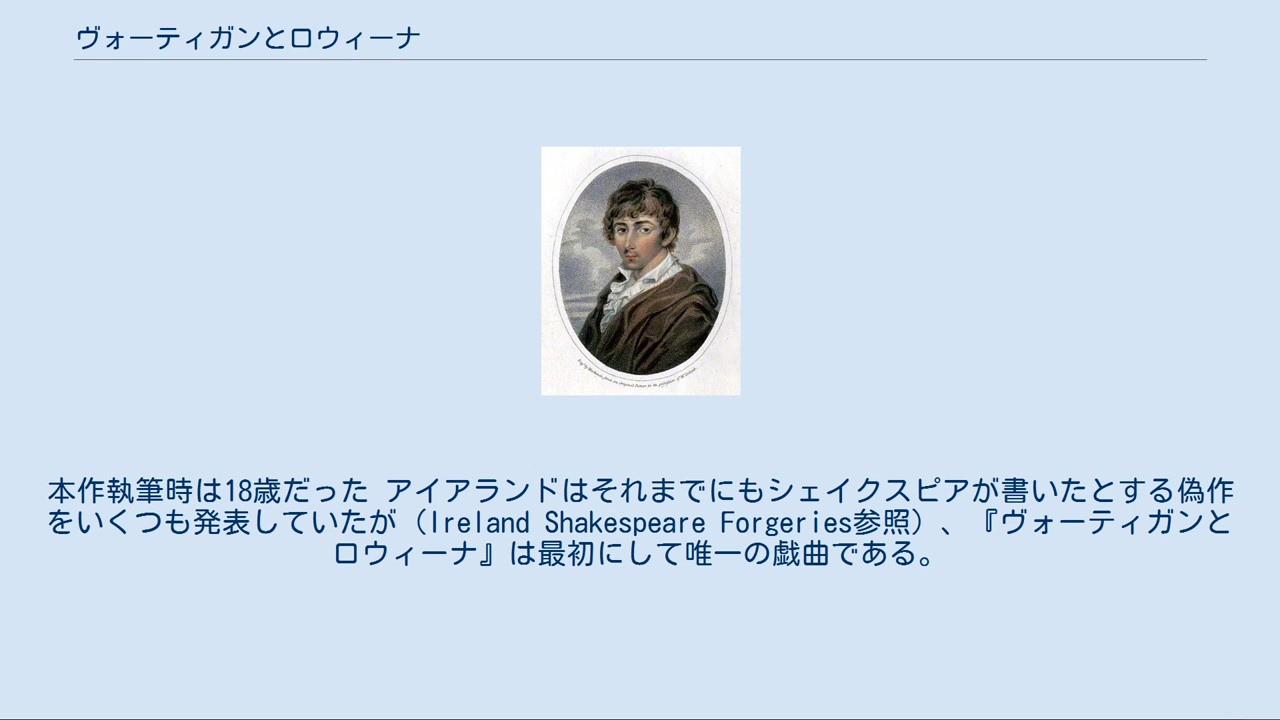 ヴォーティガンとロウィーナ
本作執筆時は18歳だった アイアランドはそれまでにもシェイクスピアが書いたとする偽作
をいくつも発表していたが（Ireland Shakespeare Forgeries参照）、『ヴォーティガンと
ロウィーナ』は最初にして唯一の戯曲である。